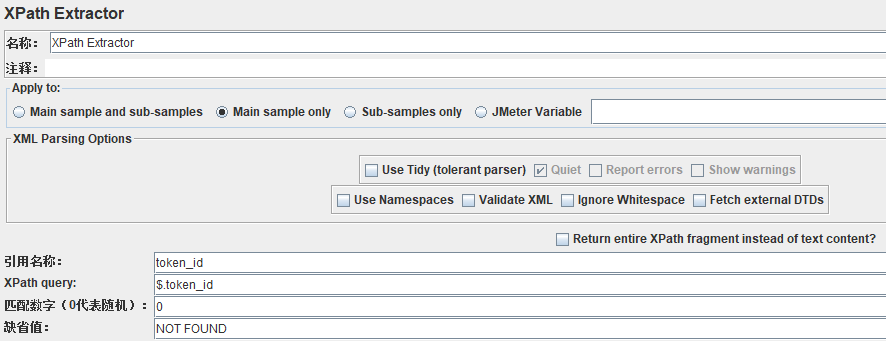 XPath Extractor
名称： XPath Extractor
注释：
Apply to:
Main sample and sub-samples Main sample only Sub-samples only JMeter Variable
XML Parsing Options
Use Tidy (tolerant parser) Quiet Report errors Show warnings
Use Namespaces Validate XML Ignore Whitespace Fetch external DTDs
Return entire XPath fragment instead of text content?
引用名称： token_id
XPath query: $.token_id
匹配数字（0代表随机）： 0
缺省值： NOT FOUND